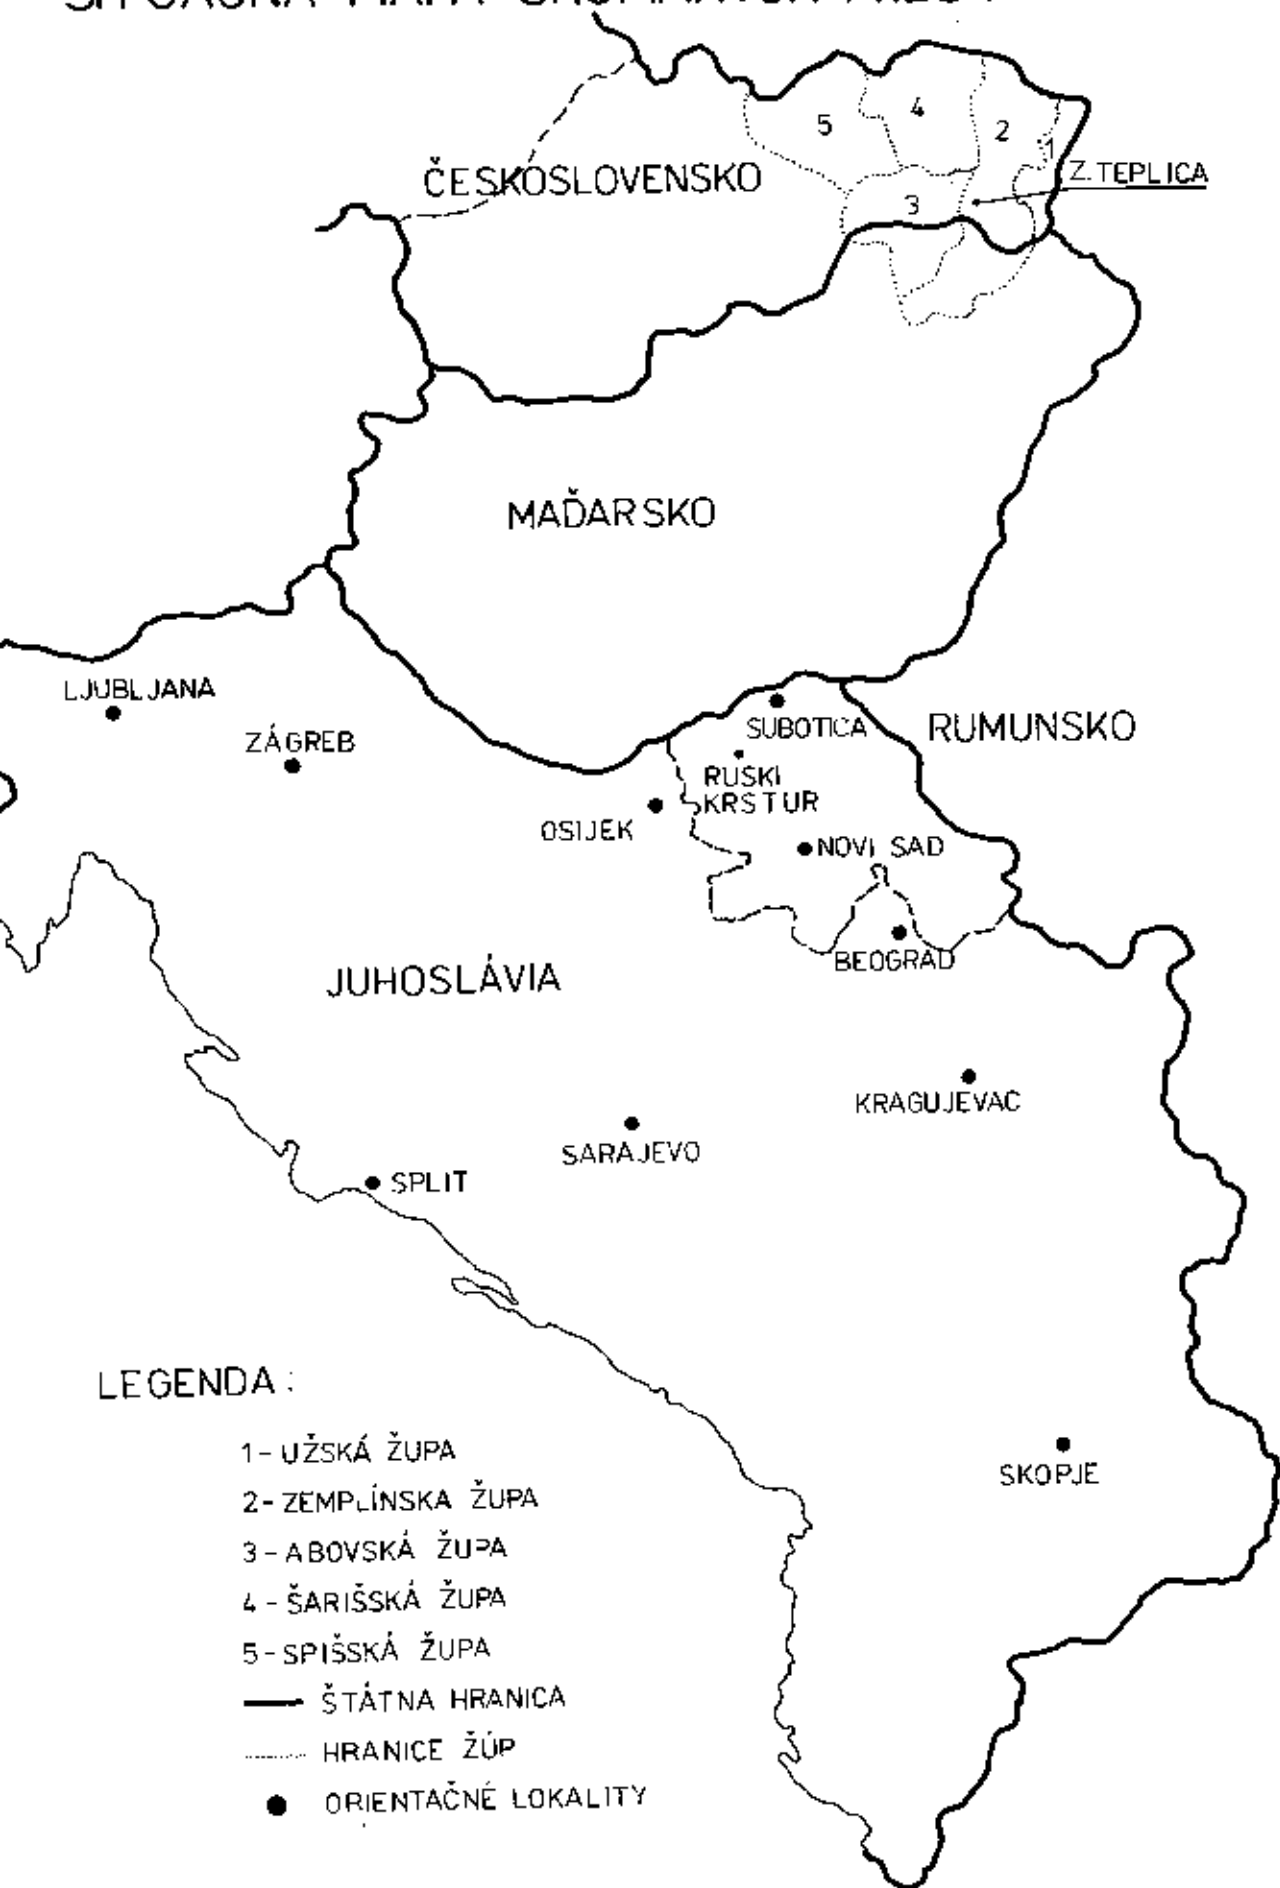 5
4
2
1
ČESKOSLOVENSKO
Z. TEPLICA
3
MAĎARSKO
LJUBLJANA
ZÁGREB
SUBOTICA
RUMUNSKO
RUSKI
KRSTUR
OSIJEK
NOVI SAD
BEOGRAD
JUHOSLÁVIA
KRAGUJEVAC
SARAJEVO
SPLIT
SKOPJE
LEGENDA :
1 - UŽSKÁ ŽUPA
2 - ZEMPLÍNSKA ŽUPA
3 - ABOVSKÁ ŽUPA
4 - ŠARIŠSKÁ ŽUPA
5 - SPIŠSKÁ ŽUPA
ŠTÁTNA HRANICA
HRANICE ŽÚP
ORIENTAČNÉ LOKALITY